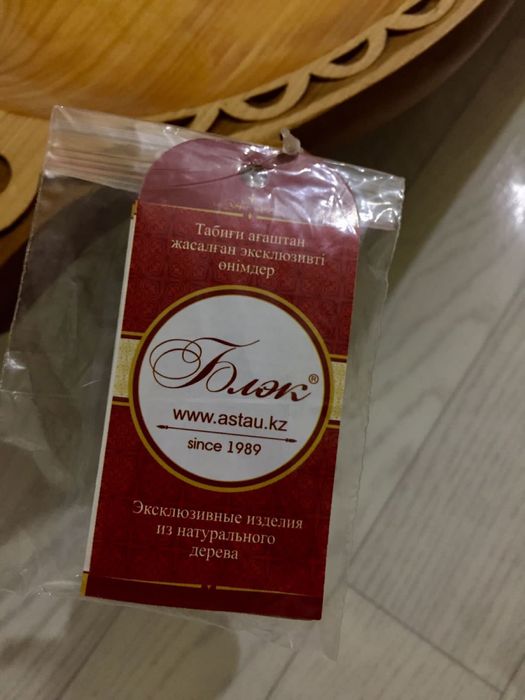 Табиғи ағаштан
жасалған эксклюзивті
өнімдер
Блэк®
www.astau.kz
since 1989
Эксклюзивные изделия
из натурального
дерева